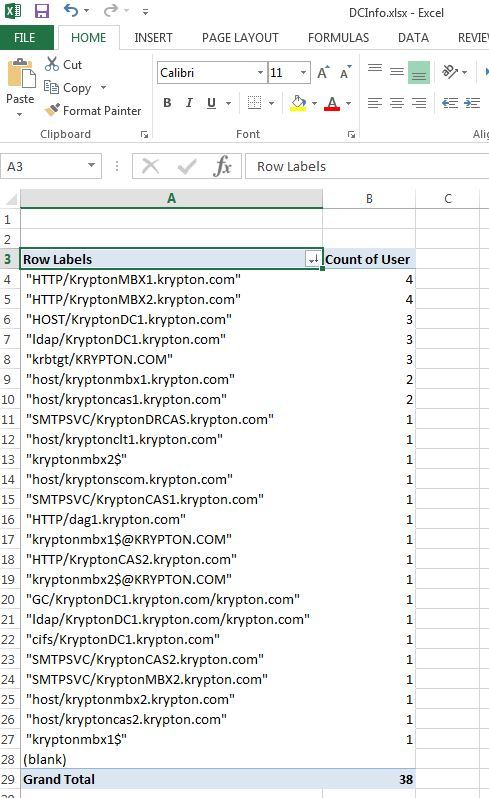 DCInfo.xlsx - Excel
FILE HOME INSERT PAGE LAYOUT FORMULAS DATA REVIE
Cut
Copy
Format Painter
Paste
Calibri 11
B I U
Clipboard Font Alig
A3 fx Row Labels
A B C
1
2
3 Row Labels Count of User
4 "HTTP/KryptonMBX1.krypton.com" 4
5 "HTTP/KryptonMBX2.krypton.com" 4
6 "HOST/KryptonDC1.krypton.com" 3
7 "ldap/KryptonDC1.krypton.com" 3
8 "krbtgt/KRYPTON.COM" 3
9 "host/kryptonmbx1.krypton.com" 2
10 "host/kryptoncas1.krypton.com" 2
11 "SMTPSVC/KryptonDRCAS.krypton.com" 1
12 "host/kryptonclt1.krypton.com" 1
13 "kryptonmbx2$" 1
14 "host/kryptonscom.krypton.com" 1
15 "SMTPSVC/KryptonCAS1.krypton.com" 1
16 "HTTP/dag1.krypton.com" 1
17 "kryptonmbx1$@KRYPTON.COM" 1
18 "HTTP/KryptonCAS2.krypton.com" 1
19 "kryptonmbx2$@KRYPTON.COM" 1
20 "GC/KryptonDC1.krypton.com/krypton.com" 1
21 "ldap/KryptonDC1.krypton.com/krypton.com" 1
22 "cifs/KryptonDC1.krypton.com" 1
23 "SMTPSVC/KryptonCAS2.krypton.com" 1
24 "SMTPSVC/KryptonMBX2.krypton.com" 1
25 "host/kryptonmbx2.krypton.com" 1
26 "host/kryptoncas2.krypton.com" 1
27 "kryptonmbx1$" 1
28 (blank)
29 Grand Total 38